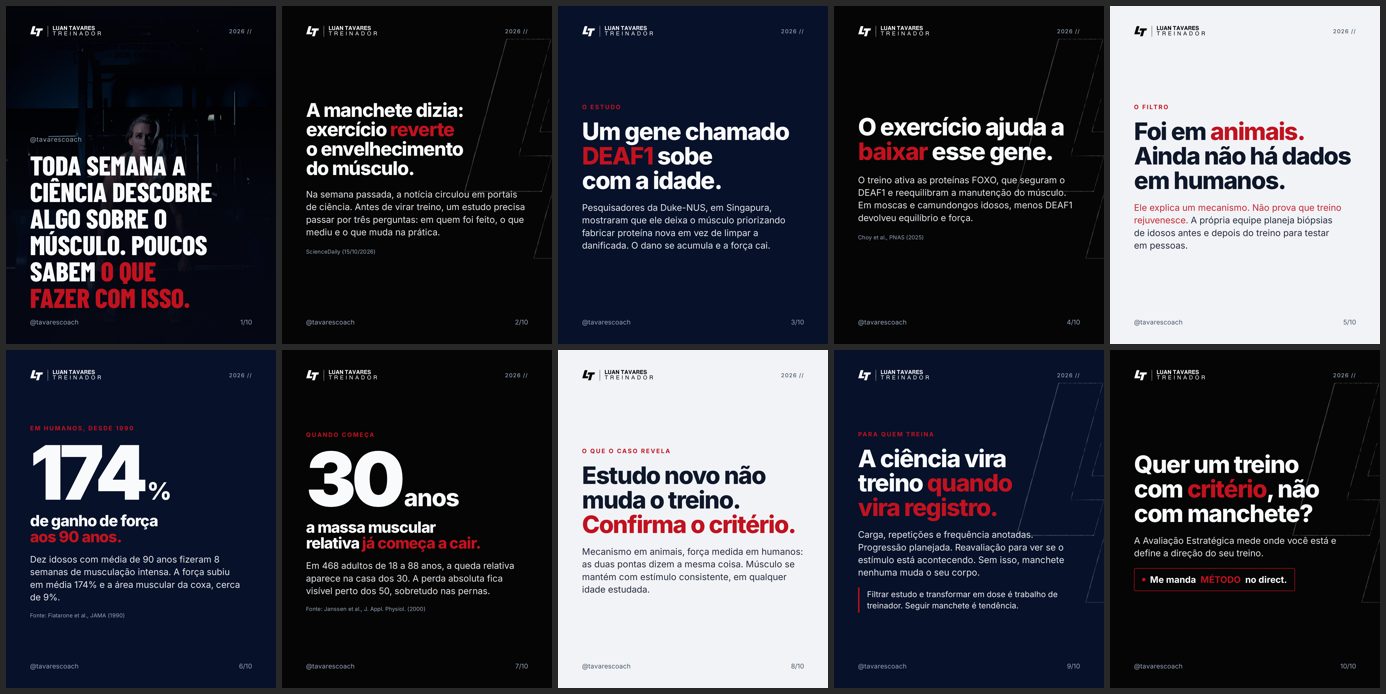 LT | LUAN TAVARES
TREINADOR
2026 //
@tavarescoach
TODA SEMANA A
CIÊNCIA DESCOBRE
ALGO SOBRE O
MÚSCULO. POUCOS
SABEM O QUE
FAZER COM ISSO.
@tavarescoach
1/10
LT | LUAN TAVARES
TREINADOR
2026 //
A manchete dizia:
exercício reverte
o envelhecimento
do músculo.
Na semana passada, a notícia circulou em portais
de ciência. Antes de virar treino, um estudo precisa
passar por três perguntas: em quem foi feito, o que
mediu e o que muda na prática.
ScienceDaily (15/10/2026)
@tavarescoach
2/10
LT | LUAN TAVARES
TREINADOR
2026 //
O ESTUDO
Um gene chamado
DEAF1 sobe
com a idade.
Pesquisadores da Duke-NUS, em Singapura,
mostraram que ele deixa o músculo priorizando
fabricar proteína nova em vez de limpar a
danificada. O dano se acumula e a força cai.
@tavarescoach
3/10
LT | LUAN TAVARES
TREINADOR
2026 //
O exercício ajuda a
baixar esse gene.
O treino ativa as proteínas FOXO, que seguram o
DEAF1 e reequilibram a manutenção do músculo.
Em moscas e camundongos idosos, menos DEAF1
devolveu equilíbrio e força.
Choy et al., PNAS (2025)
@tavarescoach
4/10
LT | LUAN TAVARES
TREINADOR
2026 //
O FILTRO
Foi em animais.
Ainda não há dados
em humanos.
Ele explica um mecanismo. Não prova que treino
rejuvenesce. A própria equipe planeja biópsias
de idosos antes e depois do treino para testar
em pessoas.
@tavarescoach
5/10
LT | LUAN TAVARES
TREINADOR
2026 //
EM HUMANOS, DESDE 1990
174%
de ganho de força
aos 90 anos.
Dez idosos com média de 90 anos fizeram 8
semanas de musculação intensa. A força subiu
em média 174% e a área muscular da coxa, cerca
de 9%.
Fonte: Fiatarone et al., JAMA (1990)
@tavarescoach
6/10
LT | LUAN TAVARES
TREINADOR
2026 //
QUANDO COMEÇA
30 anos
a massa muscular
relativa já começa a cair.
Em 468 adultos de 18 a 88 anos, a queda relativa
aparece na casa dos 30. A perda absoluta fica
visível perto dos 50, sobretudo nas pernas.
Fonte: Janssen et al., J. Appl. Physiol. (2000)
@tavarescoach
7/10
LT | LUAN TAVARES
TREINADOR
2026 //
O QUE O CASO REVELA
Estudo novo não
muda o treino.
Confirma o critério.
Mecanismo em animais, força medida em humanos:
as duas pontas dizem a mesma coisa. Músculo se
mantém com estímulo consistente, em qualquer
idade estudada.
@tavarescoach
8/10
LT | LUAN TAVARES
TREINADOR
2026 //
PARA QUEM TREINA
A ciência vira
treino quando
vira registro.
Carga, repetições e frequência anotadas.
Progressão planejada. Reavaliação para ver se o
estímulo está acontecendo. Sem isso, manchete
nenhuma muda o seu corpo.
Filtrar estudo e transformar em dose é trabalho de
treinador. Seguir manchete é tendência.
@tavarescoach
9/10
LT | LUAN TAVARES
TREINADOR
2026 //
Quer um treino
com critério, não
com manchete?
A Avaliação Estratégica mede onde você está e
define a direção do seu treino.
• Me manda MÉTODO no direct.
@tavarescoach
10/10